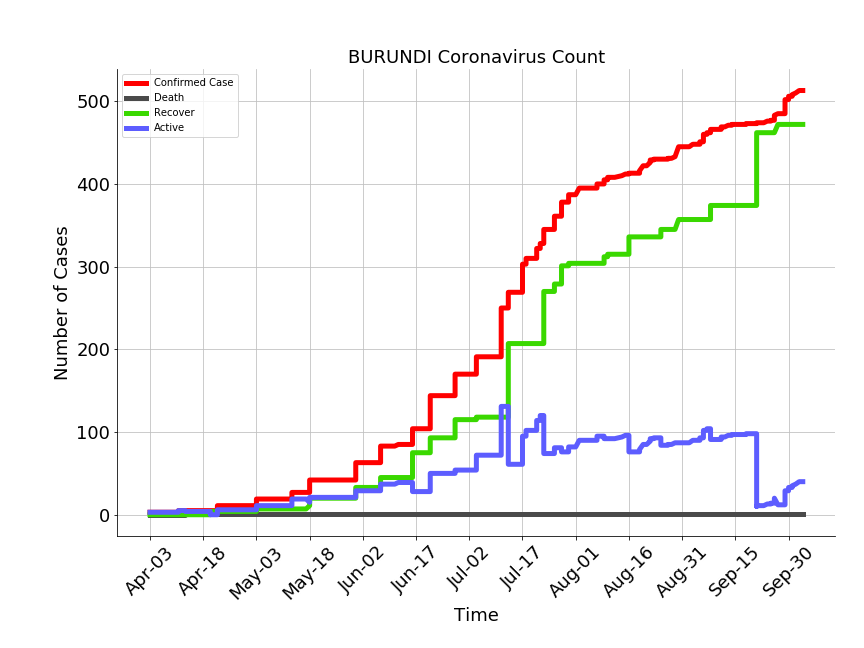 BURUNDI Coronavirus Count
Confirmed Case
Death
Recover
Active
Number of Cases
500
400
300
200
100
0
Apr-03
Apr-18
May-03
May-18
Jun-02
Jun-17
Jul-02
Jul-17
Aug-01
Aug-16
Aug-31
Sep-15
Sep-30
Time